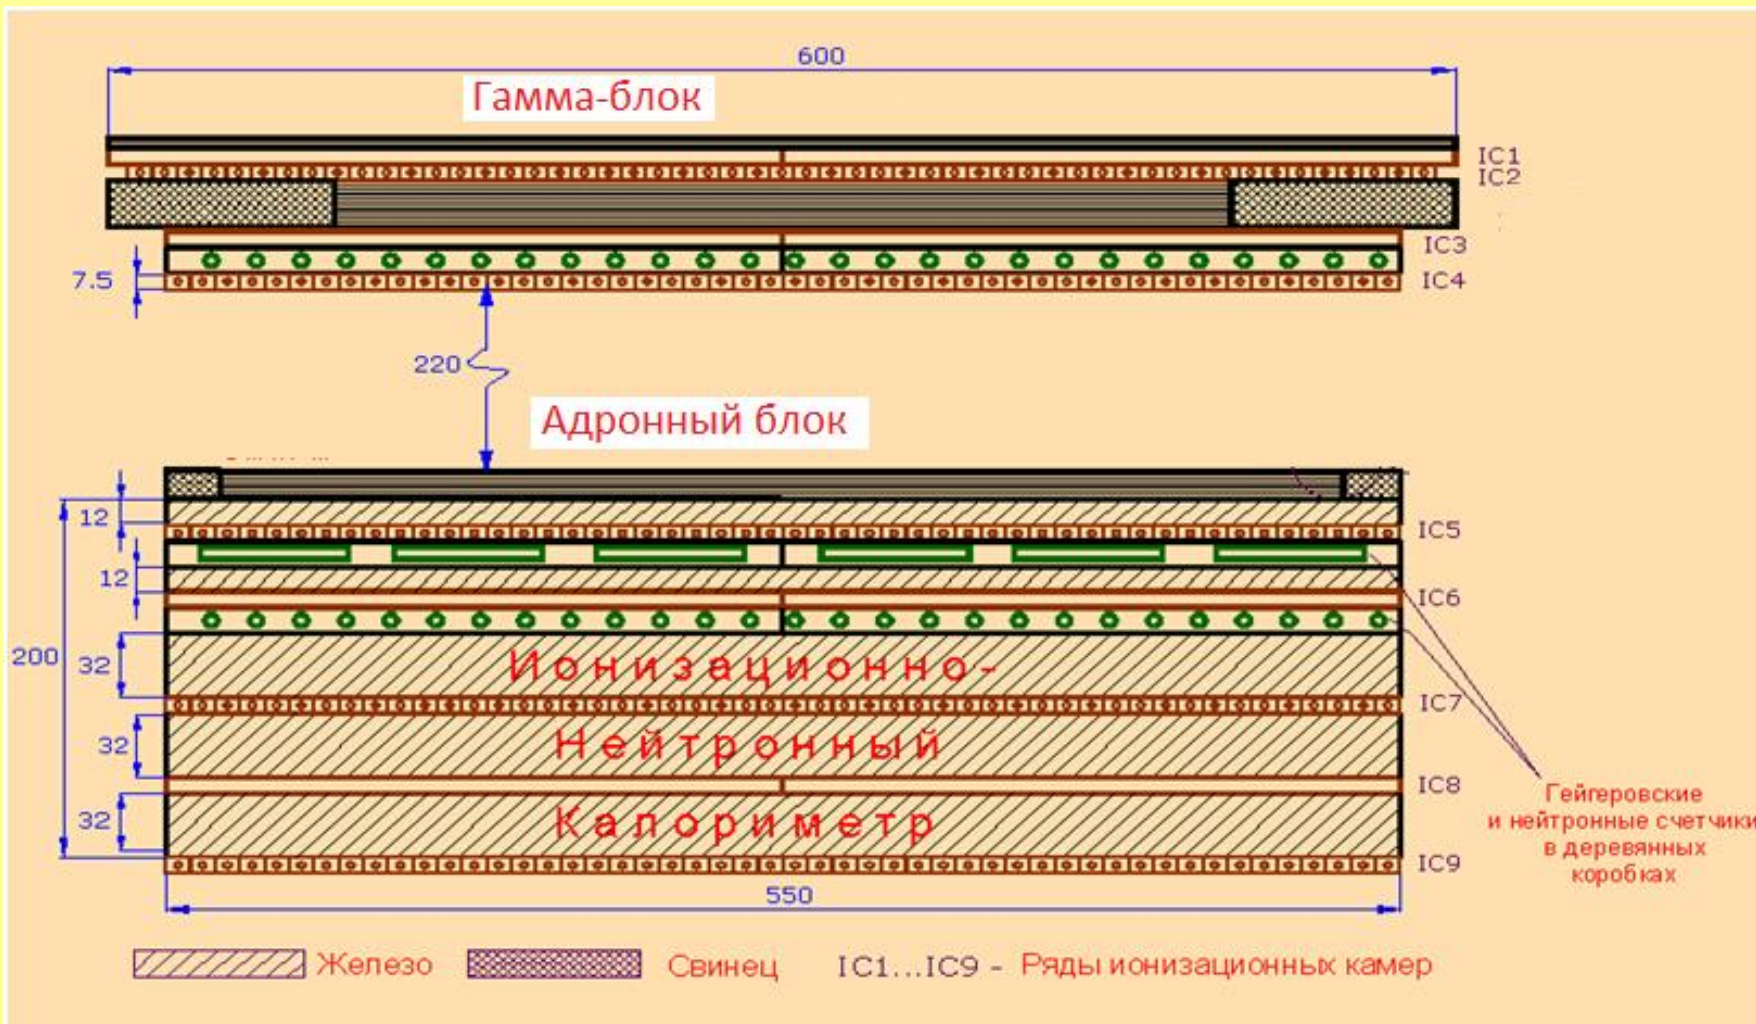 600
Гамма-блок
IC1
IC2
IC3
7.5
IC4
220
Адронный блок
12
IC5
12
IC6
200
32
Ионизационно-
IC7
32
Нейтронный
IC8
32
Калориметр
Гейгеровские
и нейтронные счетчики
в деревянных
коробках
IC9
550
Железо
Свинец
IC1...IC9 - Ряды ионизационных камер